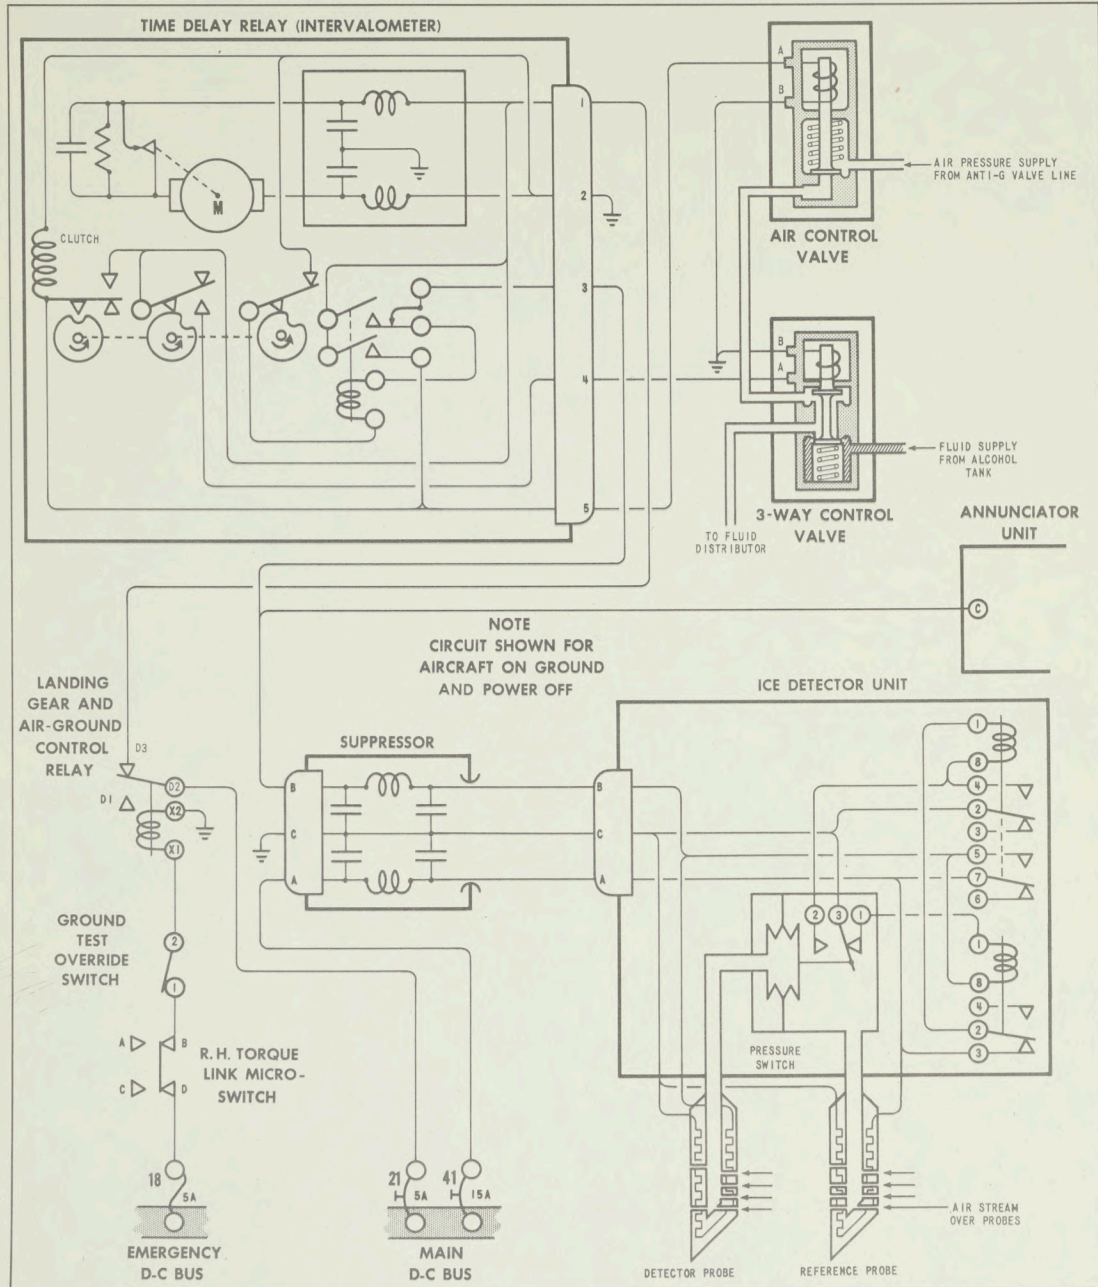 TIME DELAY RELAY (INTERVALOMETER)
M
CLUTCH
1
2
3
4
5
A
B
AIR PRESSURE SUPPLY
FROM ANTI-G VALVE LINE
AIR CONTROL
VALVE
B
A
FLUID SUPPLY
FROM ALCOHOL
TANK
3-WAY CONTROL
VALVE
TO FLUID
DISTRIBUTOR
ANNUNCIATOR
UNIT
C
NOTE
CIRCUIT SHOWN FOR
AIRCRAFT ON GROUND
AND POWER OFF
LANDING
GEAR AND
AIR-GROUND
CONTROL
RELAY
D3
D2
D1
X2
X1
SUPPRESSOR
B
C
A
ICE DETECTOR UNIT
B
C
A
1
8
4
2
3
5
7
6
2 3 1
1
8
4
2
3
PRESSURE
SWITCH
GROUND
TEST
OVERRIDE
SWITCH
2
1
A B
C D
R.H. TORQUE
LINK MICRO-
SWITCH
18
5A
EMERGENCY
D-C BUS
21
5A
41
15A
MAIN
D-C BUS
AIR STREAM
OVER PROBES
DETECTOR PROBE
REFERENCE PROBE